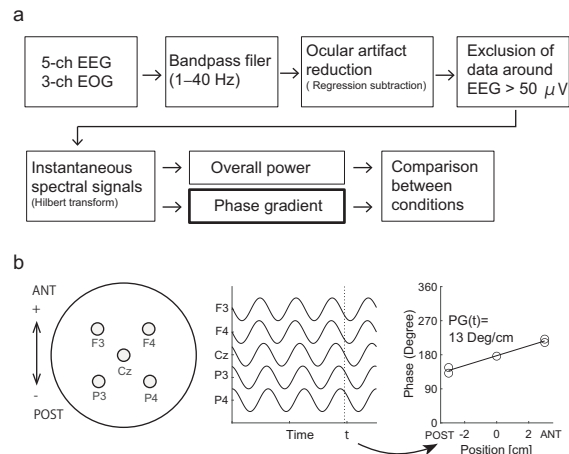 a
5-ch EEG
3-ch EOG
Bandpass filer
(1–40 Hz)
Ocular artifact
reduction
( Regression subtraction)
Exclusion of
data around
EEG > 50 μV
Instantaneous
spectral signals
(Hilbert transform)
Overall power
Phase gradient
Comparison
between
conditions
b
ANT
+
-
POST
F3
F4
Cz
P3
P4
F3
F4
Cz
P3
P4
Time
t
Phase (Degree)
360
270
180
90
0
PG(t)=
13 Deg/cm
POST
-2
0
2
ANT
Position [cm]